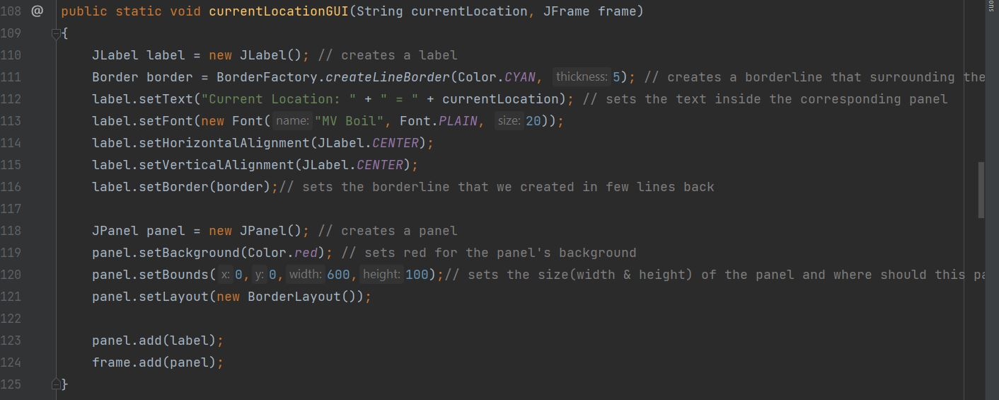 108 @ public static void currentLocationGUI(String currentLocation, JFrame frame)
109 {
110 JLabel label = new JLabel(); // creates a label
111 Border border = BorderFactory.createLineBorder(Color.CYAN, thickness: 5); // creates a borderline that surrounding the
112 label.setText("Current Location: " + " = " + currentLocation); // sets the text inside the corresponding panel
113 label.setFont(new Font( name: "MV Boil", Font.PLAIN, size: 20));
114 label.setHorizontalAlignment(JLabel.CENTER);
115 label.setVerticalAlignment(JLabel.CENTER);
116 label.setBorder(border);// sets the borderline that we created in few lines back
117
118 JPanel panel = new JPanel(); // creates a panel
119 panel.setBackground(Color.red); // sets red for the panel's background
120 panel.setBounds( x: 0, y: 0, width: 600, height: 100);// sets the size(width & height) of the panel and where should this pa
121 panel.setLayout(new BorderLayout());
122
123 panel.add(label);
124 frame.add(panel);
125 }
ons